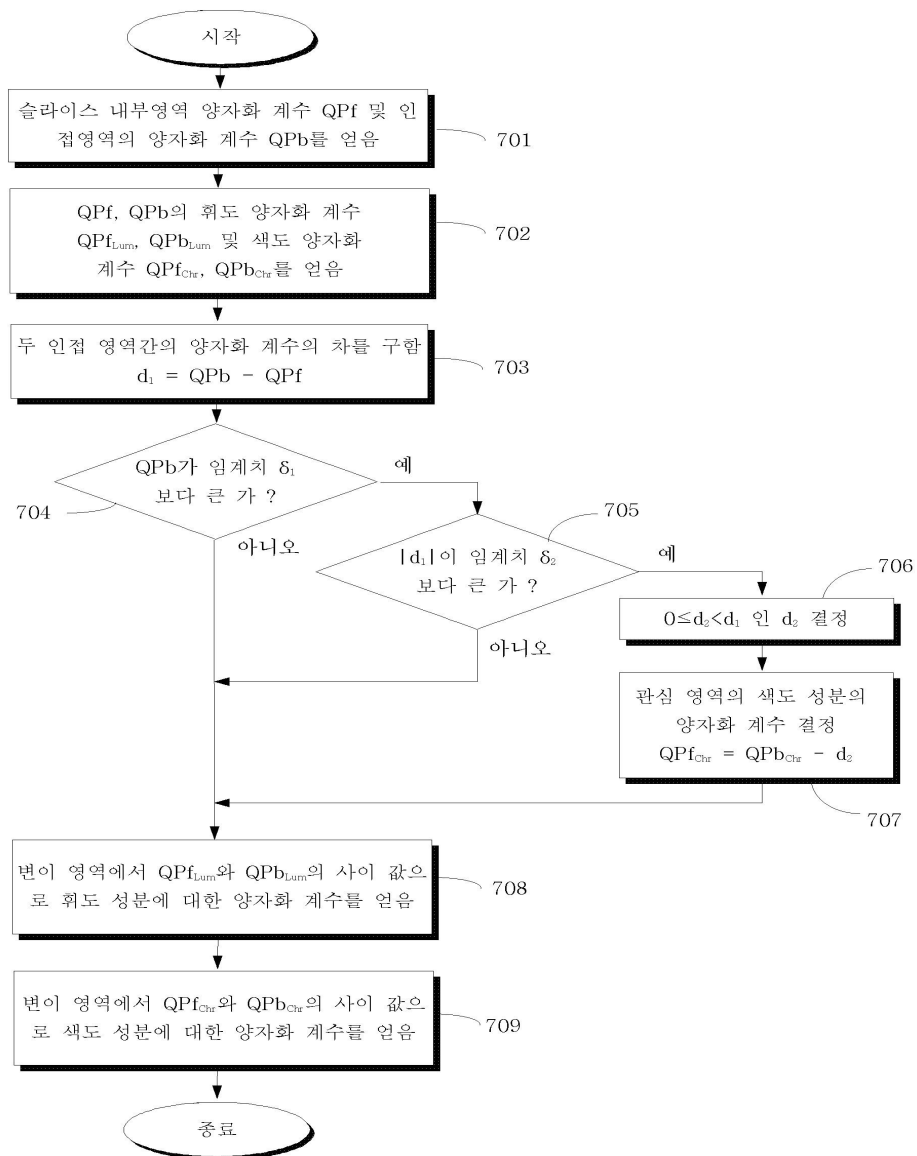 시작
슬라이스 내부영역 양자화 계수 QPf 및 인
접영역의 양자화 계수 QPb를 얻음
701
QPf, QPb의 휘도 양자화 계수
QPf_Lum, QPb_Lum 및 색도 양자화
계수 QPf_Chr, QPb_Chr를 얻음
702
두 인접 영역간의 양자화 계수의 차를 구함
d₁ = QPb - QPf
703
QPb가 임계치 δ₁
보다 큰 가 ?
예
704
아니오
705
|d₁|이 임계치 δ₂
보다 큰 가 ?
예
아니오
706
0≤d₂<d₁ 인 d₂ 결정
관심 영역의 색도 성분의
양자화 계수 결정
QPf_Chr = QPb_Chr - d₂
707
변이 영역에서 QPf_Lum와 QPb_Lum의 사이 값으
로 휘도 성분에 대한 양자화 계수를 얻음
708
변이 영역에서 QPf_Chr와 QPb_Chr의 사이 값으
로 색도 성분에 대한 양자화 계수를 얻음
709
종료